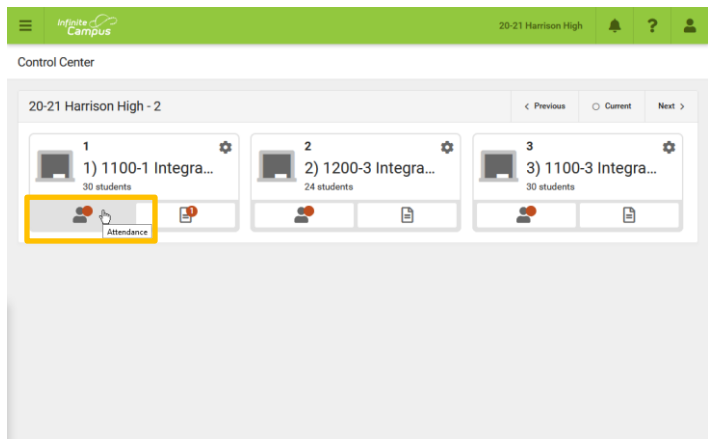 Infinite
Campus
20-21 Harrison High
?
Control Center
20-21 Harrison High - 2
< Previous
Current
Next >
1
1) 1100-1 Integra...
30 students
1
Attendance
2
2) 1200-3 Integra...
24 students
3
3) 1100-3 Integra...
30 students